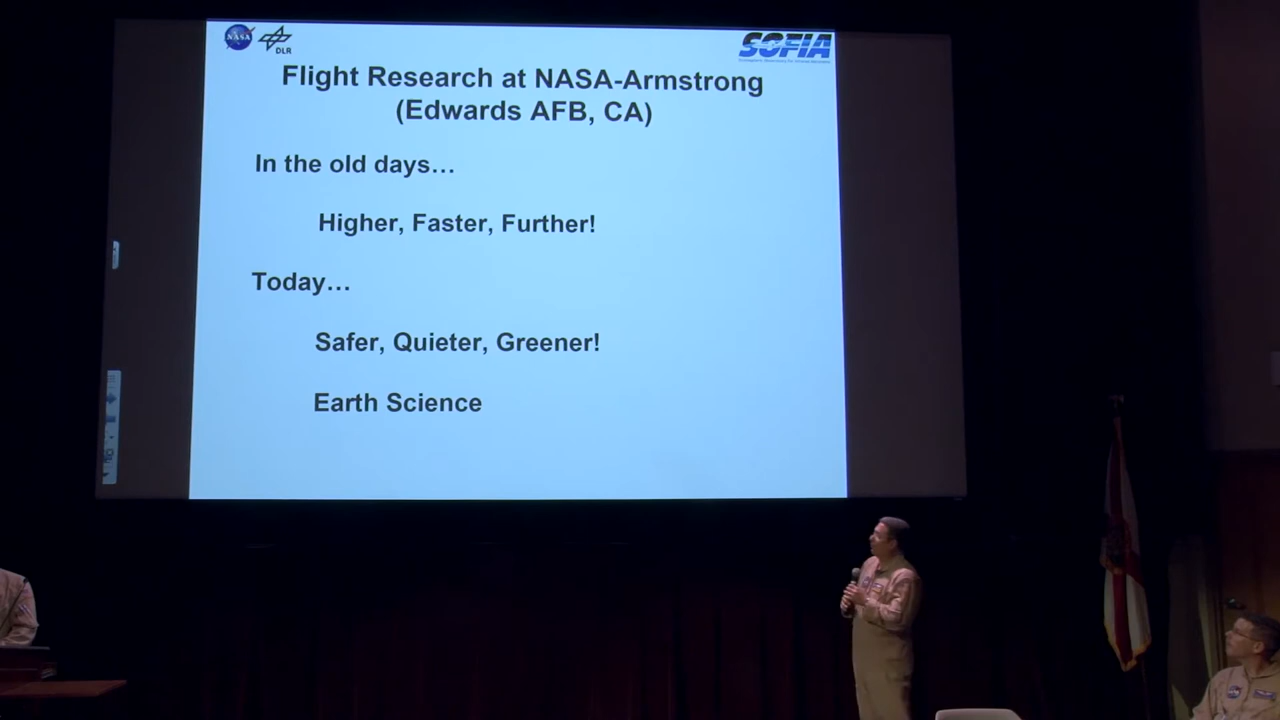 NASA
DLR
SOFIA
Flight Research at NASA-Armstrong
(Edwards AFB, CA)
In the old days…
Higher, Faster, Further!
Today…
Safer, Quieter, Greener!
Earth Science